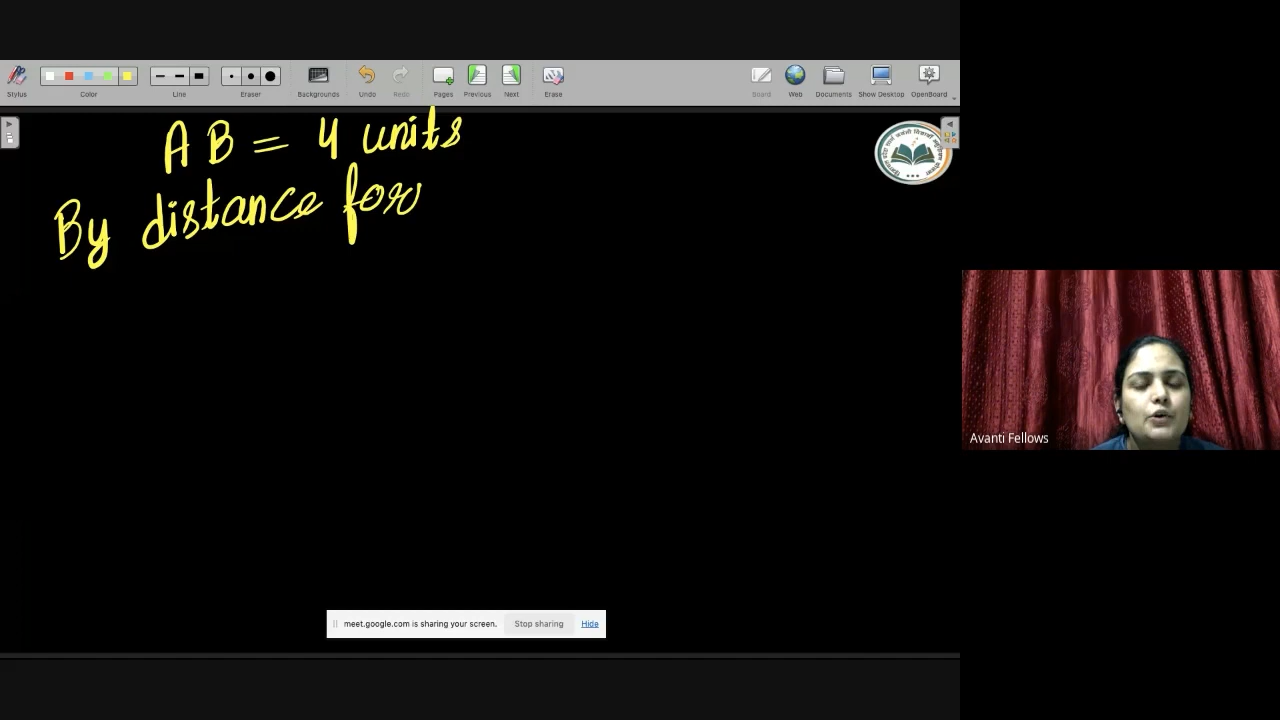 Stylus Color Line Eraser Backgrounds Undo Redo Pages Previous Next Erase Board Web Documents Show Desktop OpenBoard
AB = 4 units
By distance for
Avanti Fellows
meet.google.com is sharing your screen. Stop sharing Hide